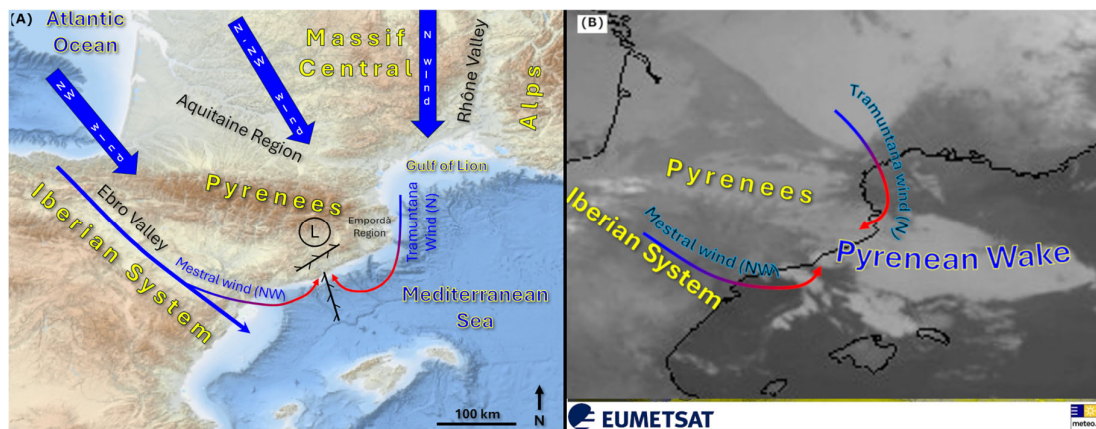 (A)
Atlantic
Ocean
NW wind
N-NW wind
Massif
Central
N wind
Rhône Valley
Alps
Aquitaine Region
Gulf of Lion
Pyrenees
Ebro Valley
Iberian System
L
Empordà
Region
Tramuntana
Wind (N)
Mestral wind (NW)
Mediterranean
Sea
100 km
N
(B)
Tramuntana wind (N)
Pyrenees
Iberian System
Mestral wind (NW)
Pyrenean Wake
EUMETSAT
meteo.